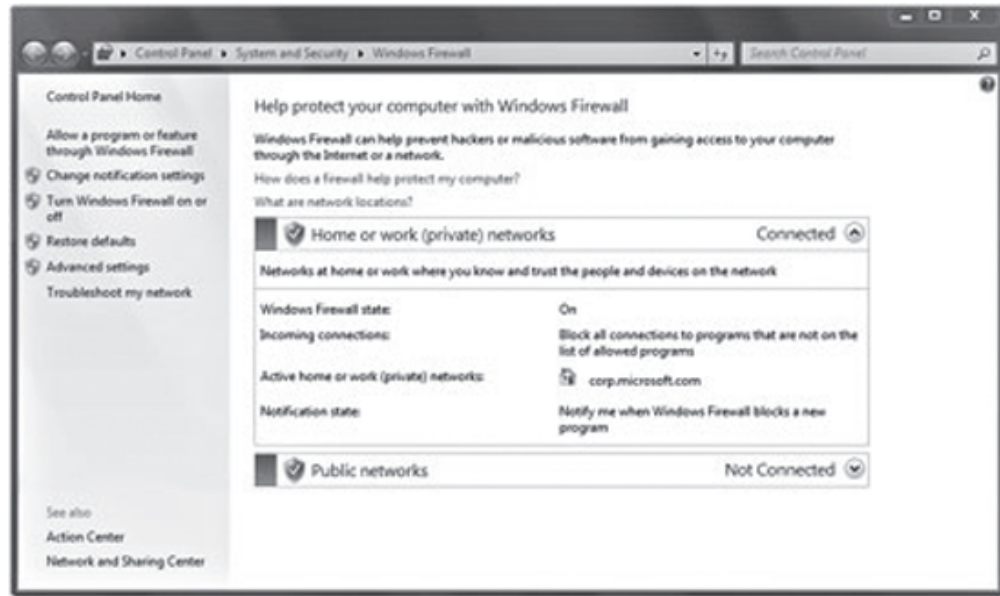 Control Panel ▸ System and Security ▸ Windows Firewall
Search Control Panel
Control Panel Home
Allow a program or feature
through Windows Firewall
Change notification settings
Turn Windows Firewall on or
off
Restore defaults
Advanced settings
Troubleshoot my network
See also
Action Center
Network and Sharing Center
Help protect your computer with Windows Firewall
Windows Firewall can help prevent hackers or malicious software from gaining access to your computer
through the Internet or a network.
How does a firewall help protect my computer?
What are network locations?
Home or work (private) networks Connected
Networks at home or work where you know and trust the people and devices on the network
Windows Firewall state: On
Incoming connections: Block all connections to programs that are not on the
list of allowed programs
Active home or work (private) networks: corp.microsoft.com
Notification state: Notify me when Windows Firewall blocks a new
program
Public networks Not Connected